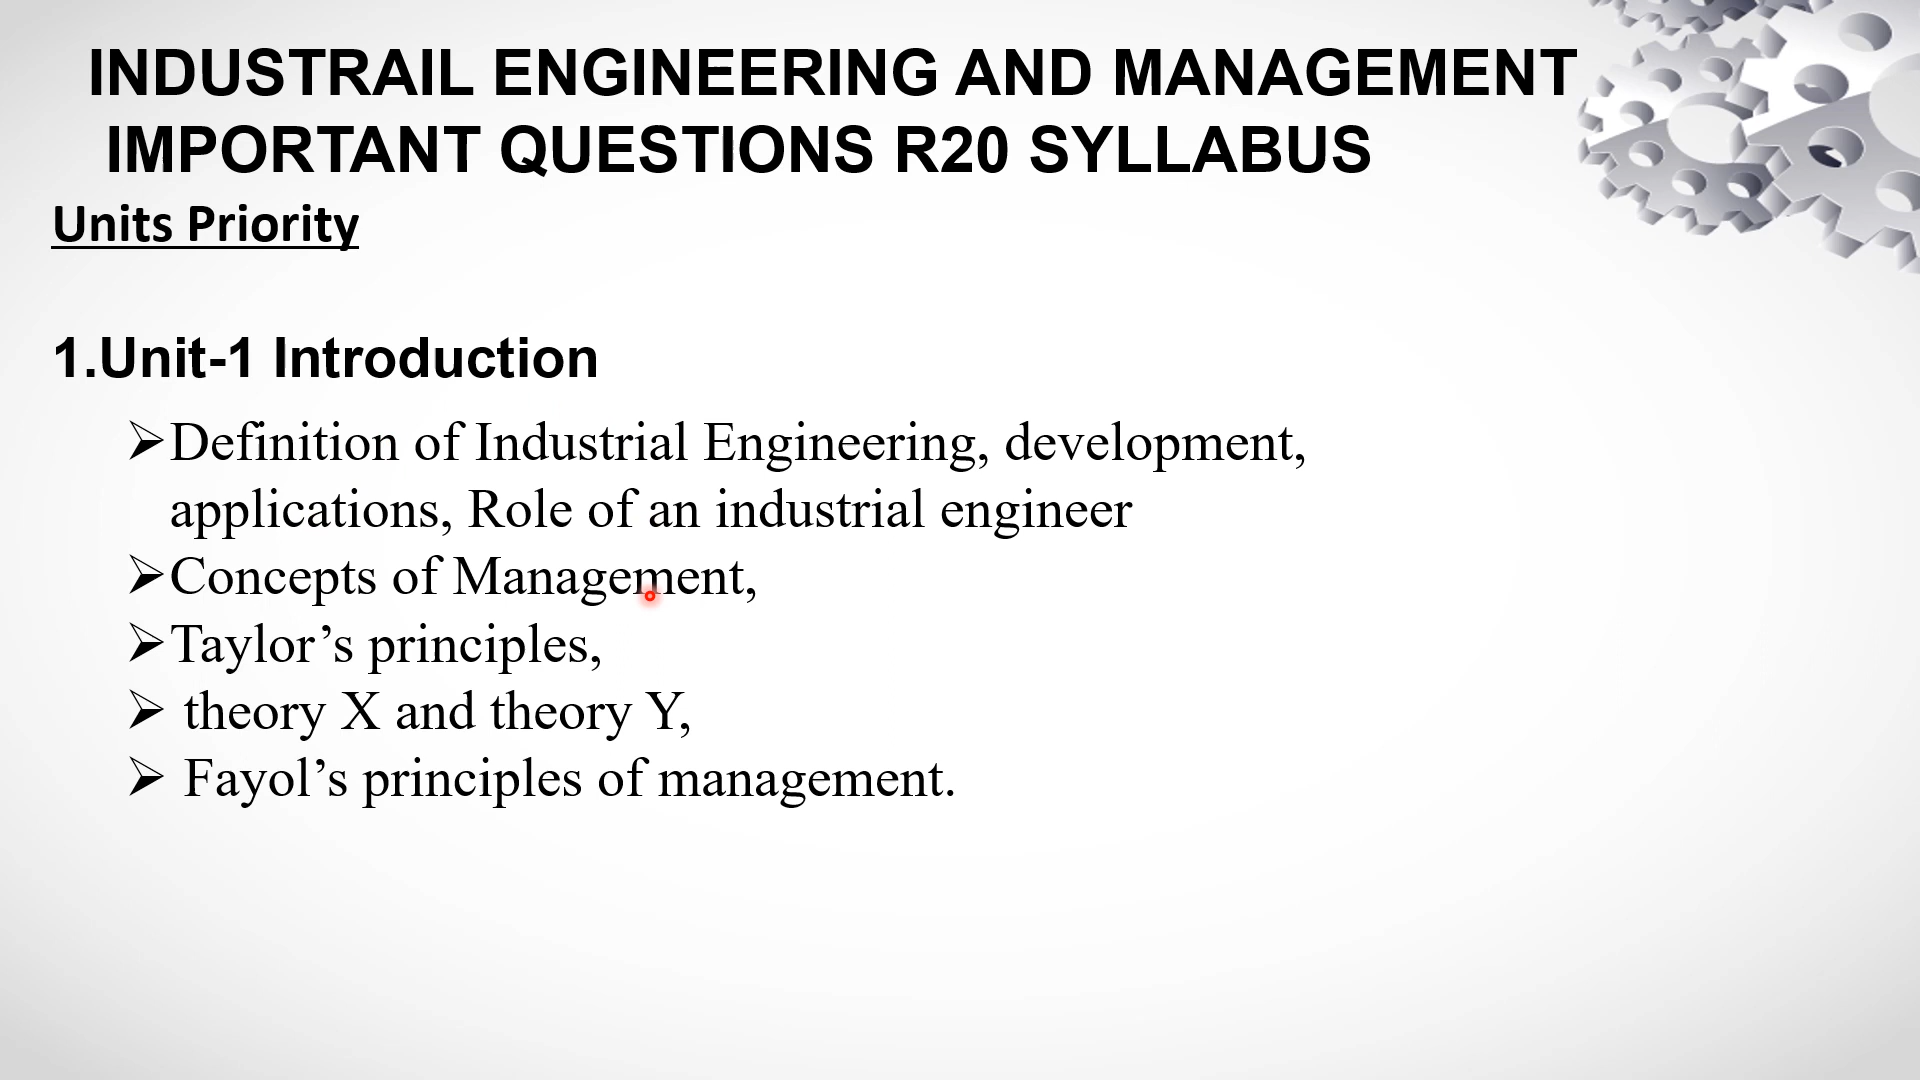 INDUSTRAIL ENGINEERING AND MANAGEMENT
IMPORTANT QUESTIONS R20 SYLLABUS
Units Priority
1.Unit-1 Introduction
➢Definition of Industrial Engineering, development,
applications, Role of an industrial engineer
➢Concepts of Management,
➢Taylor’s principles,
➢ theory X and theory Y,
➢ Fayol’s principles of management.